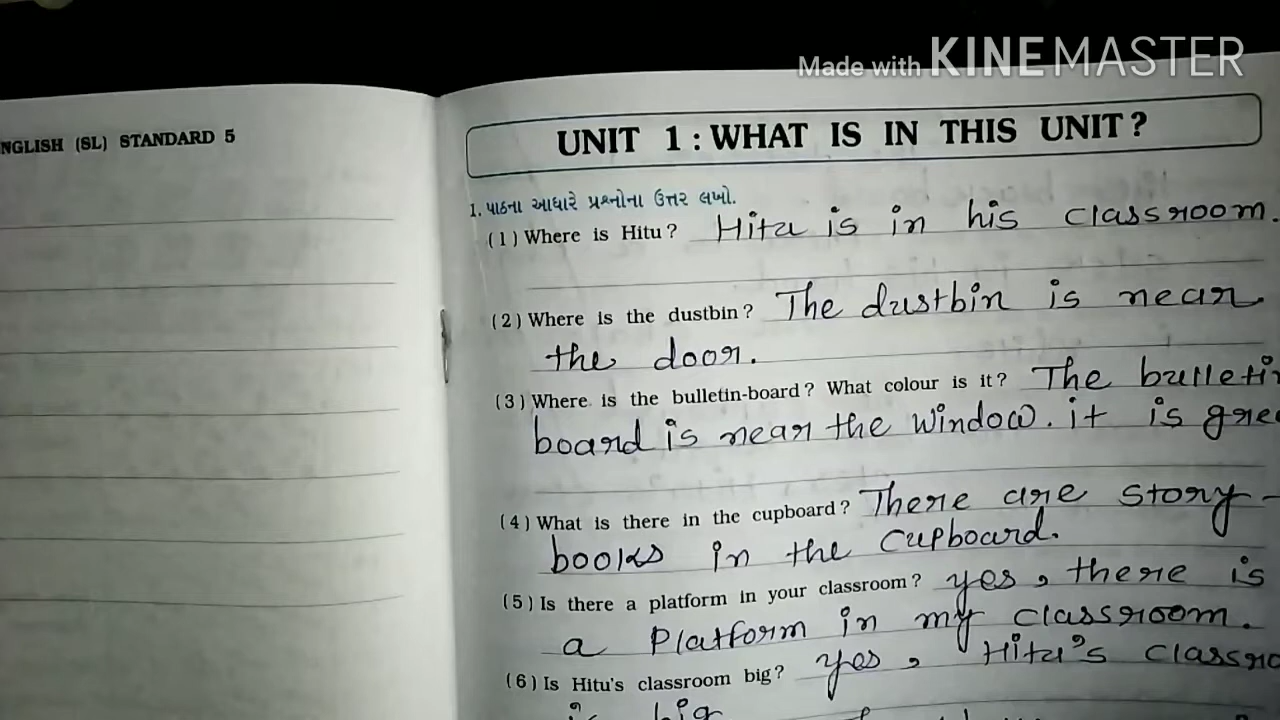 Made with KINEMASTER
NGLISH (SL) STANDARD 5
UNIT 1 : WHAT IS IN THIS UNIT?
1. પાઠના આધારે પ્રશ્નોના ઉત્તર લખો.
(1) Where is Hitu? Hitu is in his classroom.
(2) Where is the dustbin? The dustbin is near
the door.
(3) Where is the bulletin-board? What colour is it? The bulletin
board is near the window. it is gree
(4) What is there in the cupboard? There are story-
books in the cupboard.
(5) Is there a platform in your classroom? yes, there is
a Platform in my classroom.
(6) Is Hitu's classroom big? yes, Hitu's classro
is big